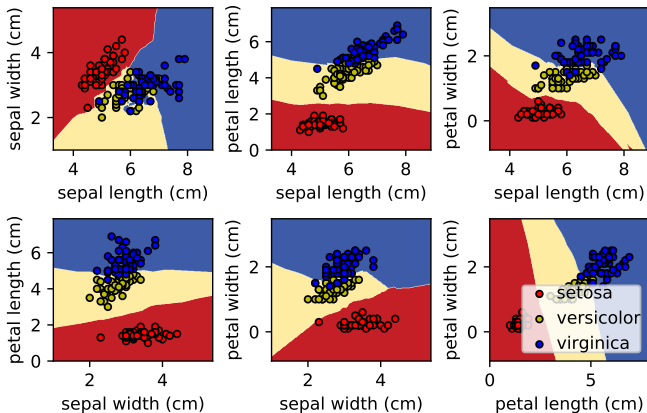 sepal width (cm)
4
2
4
6
8
sepal length (cm)
petal length (cm)
6
4
2
0
4
6
8
sepal length (cm)
petal width (cm)
2
0
4
6
8
sepal length (cm)
petal length (cm)
6
4
2
0
2
4
sepal width (cm)
petal width (cm)
2
0
2
4
sepal width (cm)
petal width (cm)
2
0
0
5
petal length (cm)
setosa
versicolor
virginica